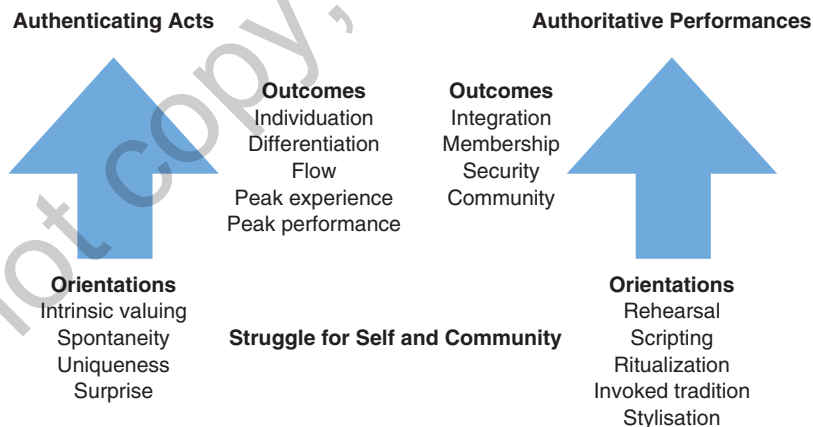 Authenticating Acts
Authoritative Performances
Outcomes
Individuation
Differentiation
Flow
Peak experience
Peak performance
Outcomes
Integration
Membership
Security
Community
Orientations
Intrinsic valuing
Spontaneity
Uniqueness
Surprise
Struggle for Self and Community
Orientations
Rehearsal
Scripting
Ritualization
Invoked tradition
Stylisation
not copy,